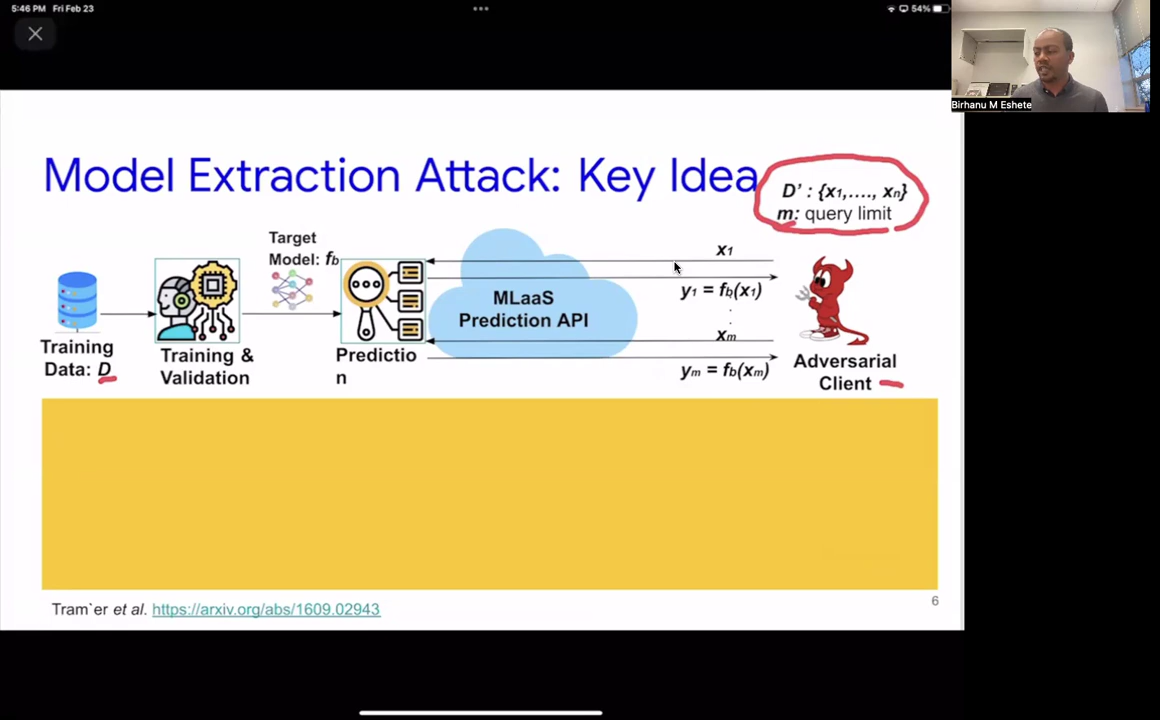 5:46 PM Fri Feb 23
54%
Birhanu M Eshete
Model Extraction Attack: Key Idea
D' : {x1,...., xn}
m: query limit
Target
Model: fb
x1
MLaaS
Prediction API
y1 = fb(x1)
.
.
xm
ym = fb(xm)
Training
Data: D
Training &
Validation
Predictio
n
Adversarial
Client
Tram`er et al. https://arxiv.org/abs/1609.02943
6